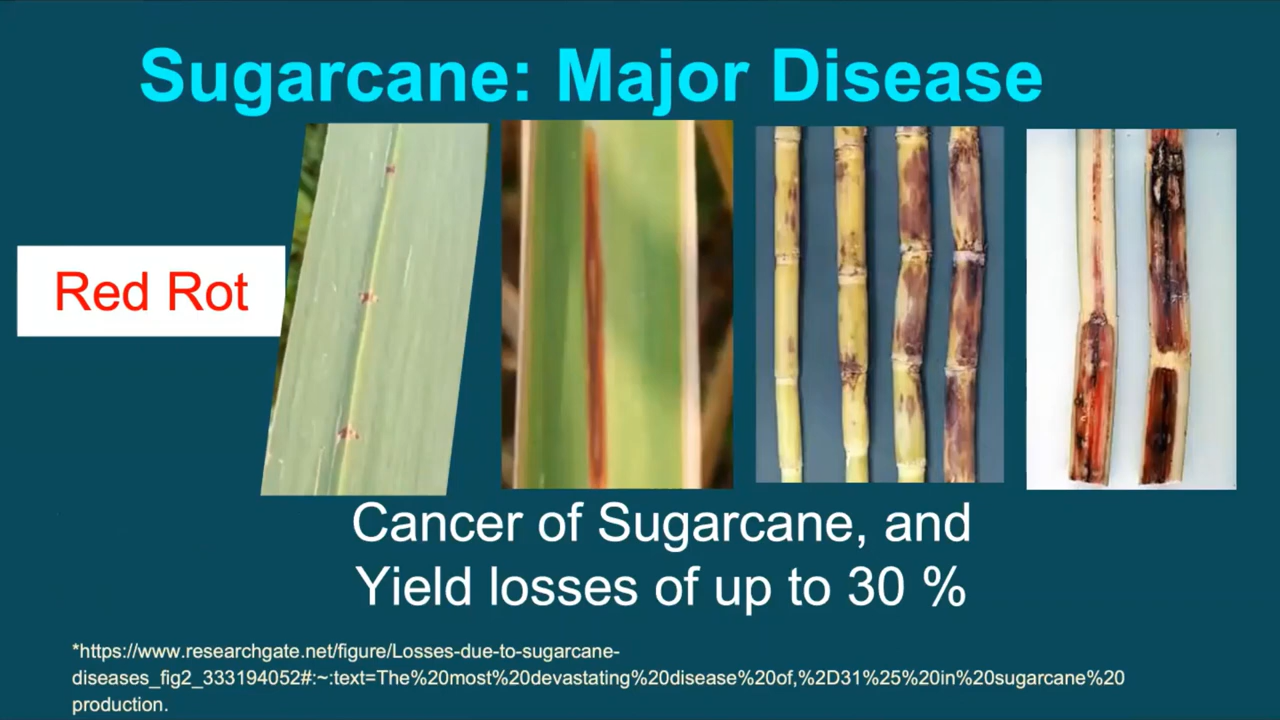 Sugarcane: Major Disease
Red Rot
Cancer of Sugarcane, and
Yield losses of up to 30 %
*https://www.researchgate.net/figure/Losses-due-to-sugarcane-
diseases_fig2_333194052#:~:text=The%20most%20devastating%20disease%20of,%2D31%25%20in%20sugarcane%20
production.